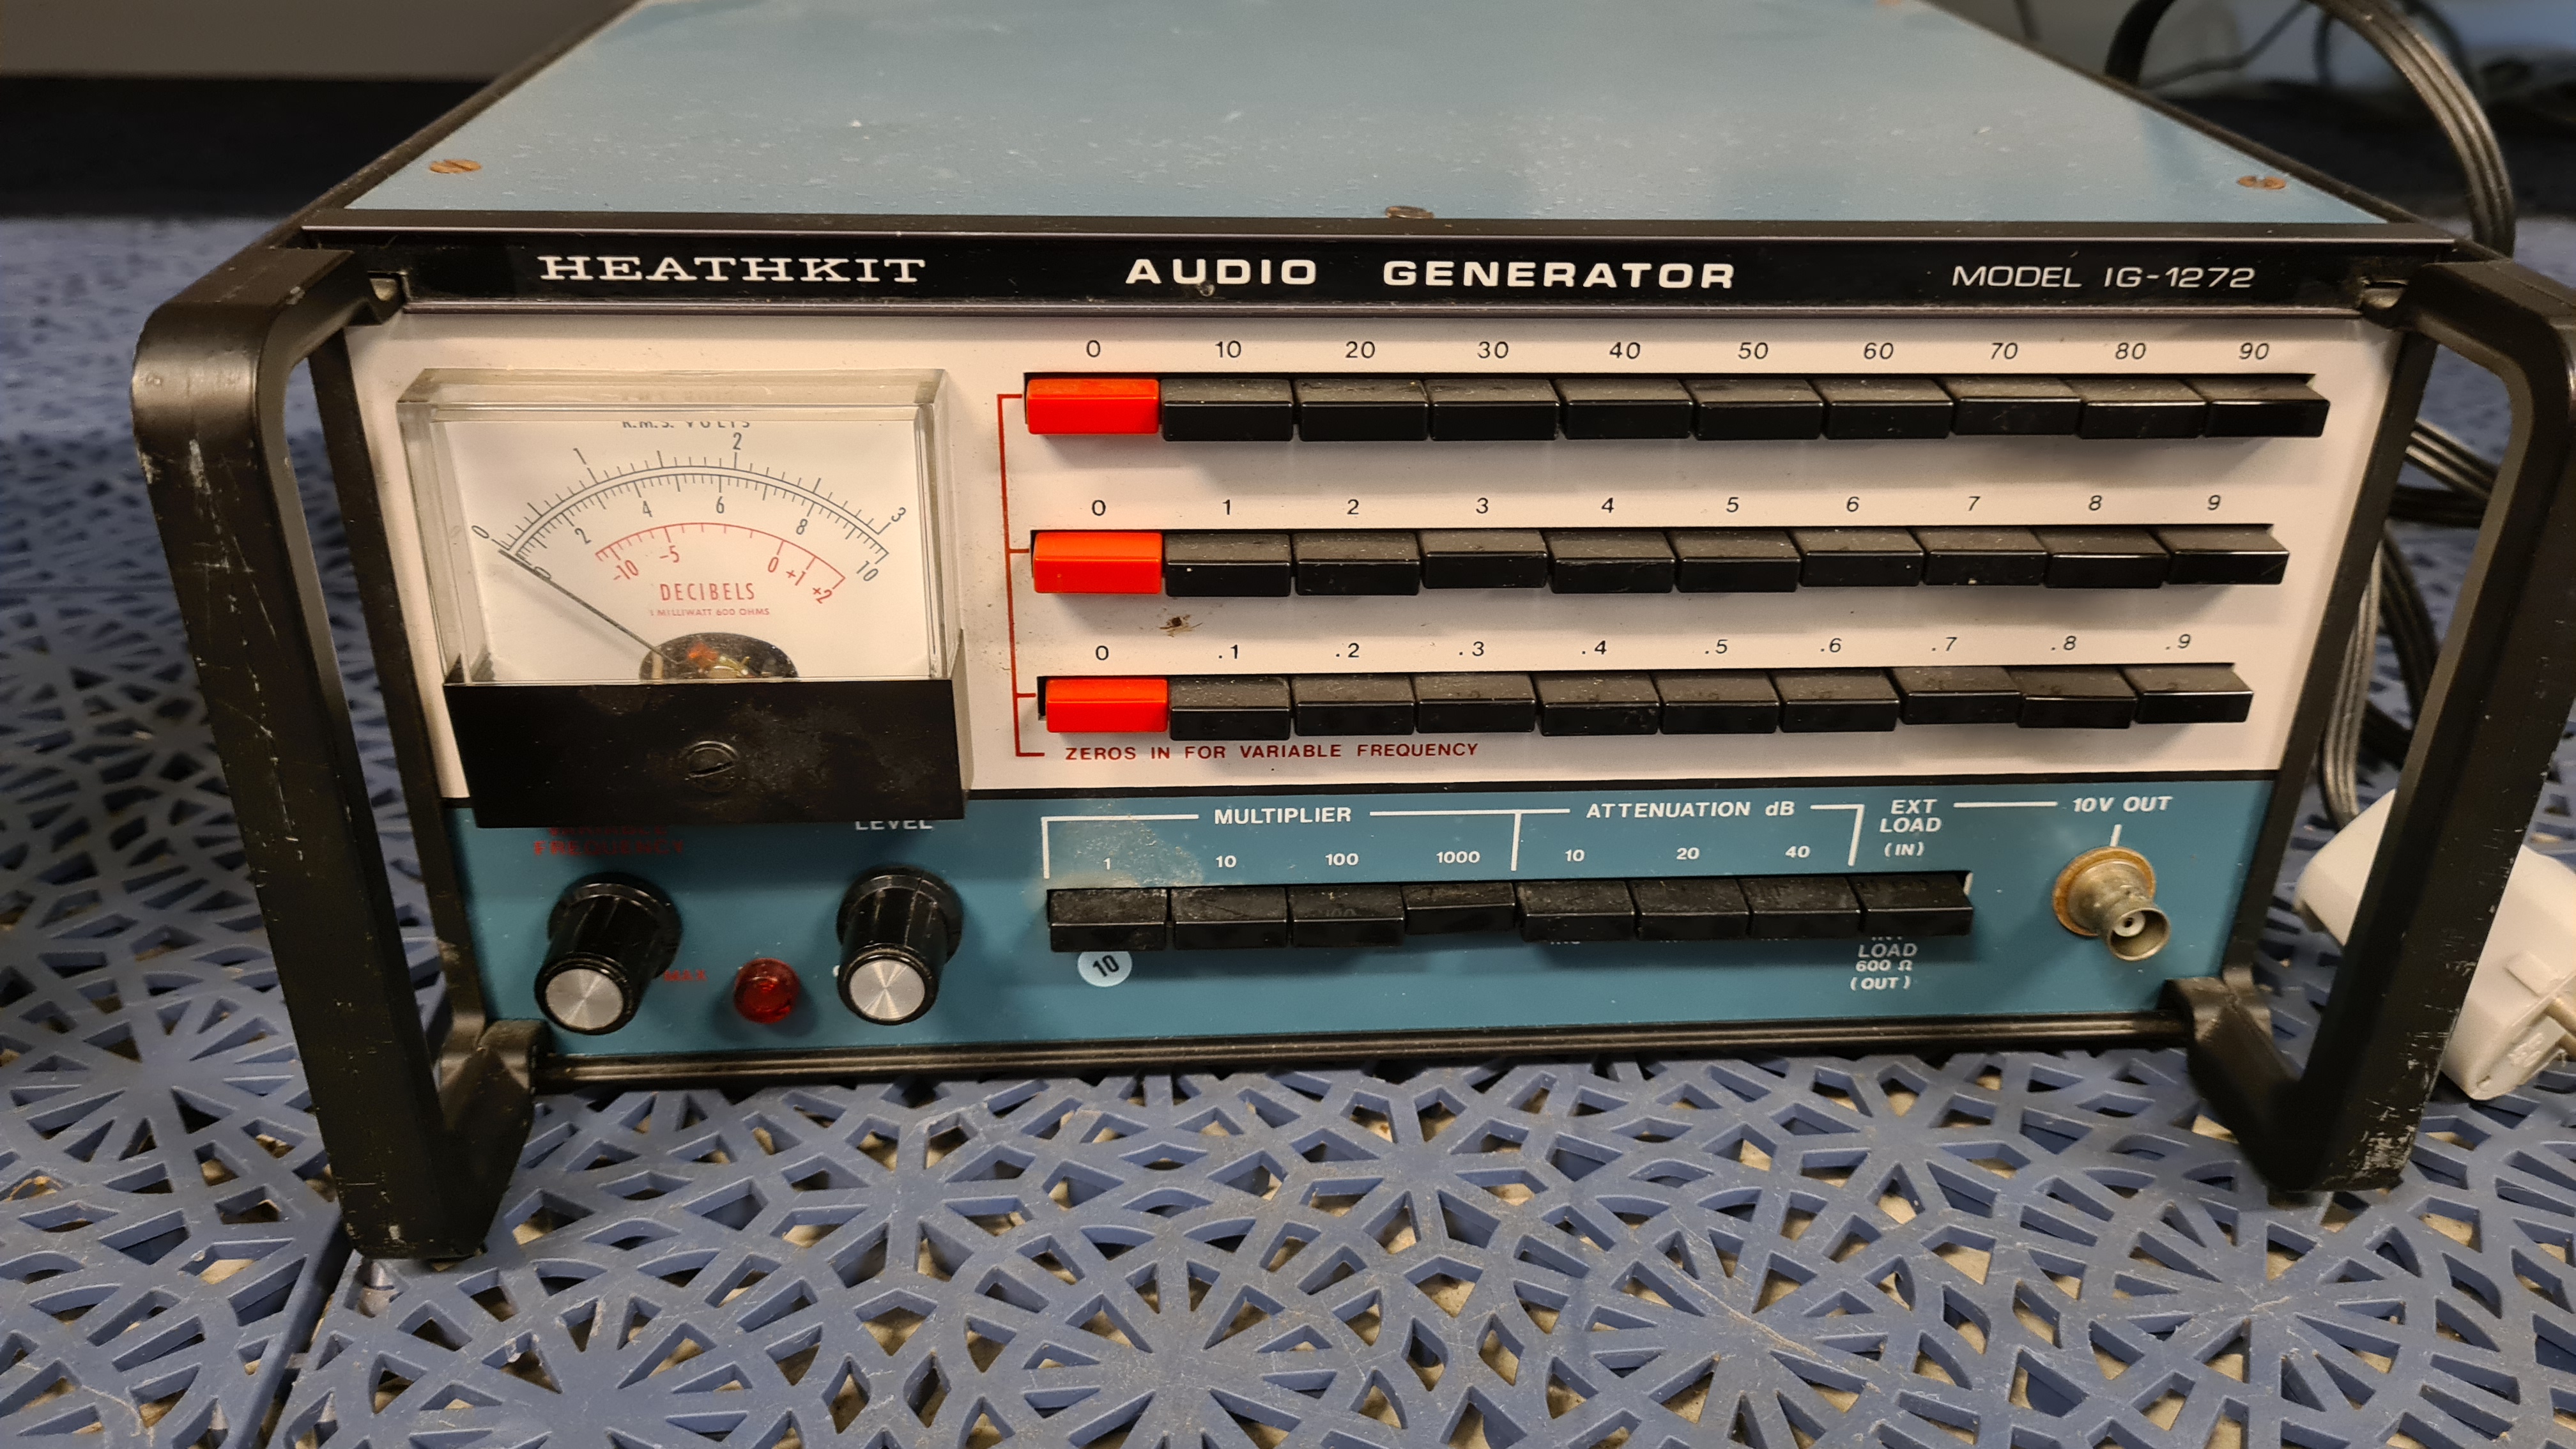 HEATHKIT AUDIO GENERATOR MODEL IG-1272
0 10 20 30 40 50 60 70 80 90
R.M.S. VOLTS
0 1 2 3
0 2 4 6 8 10
-10 -5 0 +1 +2
DECIBELS
1 MILLIWATT 600 OHMS
0 1 2 3 4 5 6 7 8 9
0 .1 .2 .3 .4 .5 .6 .7 .8 .9
ZEROS IN FOR VARIABLE FREQUENCY
FREQUENCY
MAX
LEVEL
MULTIPLIER
1 10 100 1000
ATTENUATION dB
10 20 40
EXT
LOAD
(IN)
10V OUT
10
LOAD
600 Ω
(OUT)